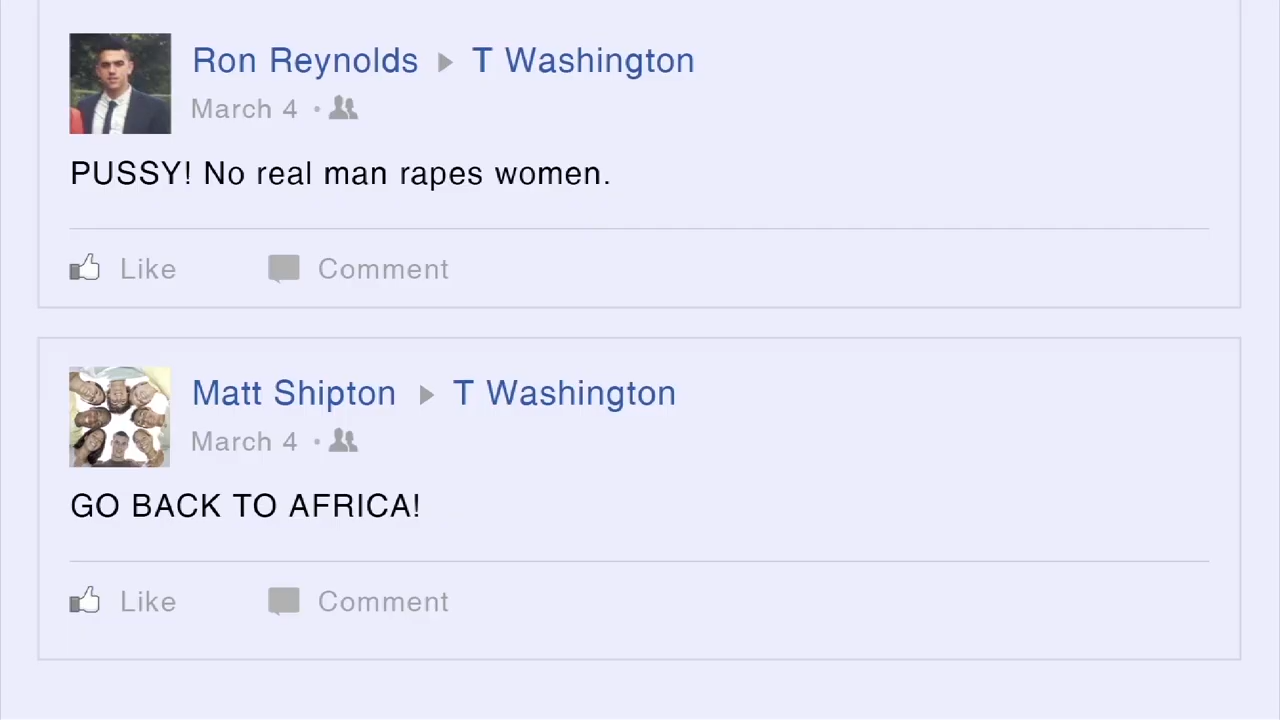 Ron Reynolds ▶ T Washington
March 4 •
PUSSY! No real man rapes women.
Like Comment
Matt Shipton ▶ T Washington
March 4 •
GO BACK TO AFRICA!
Like Comment